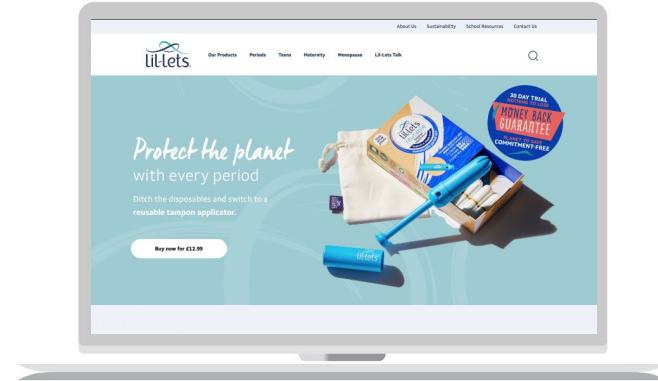 About Us Sustainability School Resources Contact Us
lil-lets.
Our Products Periods Teens Maternity Menopause Lil-Lets Talk
30 DAY TRIAL
NOTHING TO LOSE
MONEY BACK
GUARANTEE
PLANET TO SAVE
COMMITMENT-FREE
lil-lets
Protect the planet
with every period
Ditch the disposables and switch to a
reusable tampon applicator.
Buy now for £12.99
lil-lets